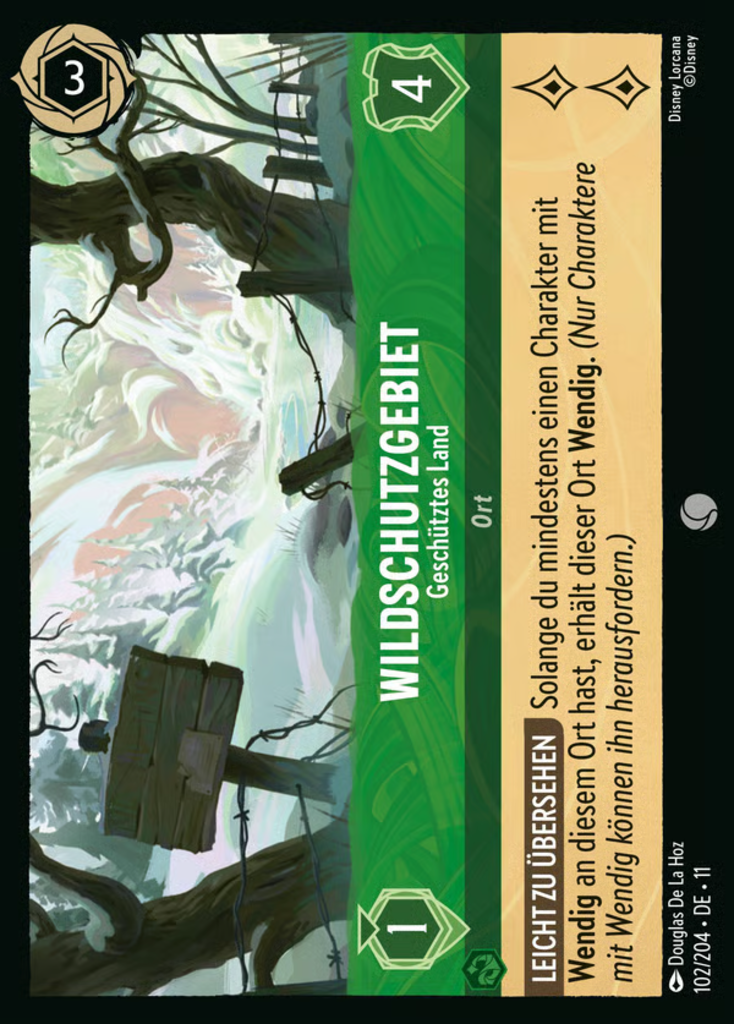 3
WILDSCHUTZGEBIET
Geschütztes Land
1
4
Ort
LEICHT ZU ÜBERSEHEN Solange du mindestens einen Charakter mit
Wendig an diesem Ort hast, erhält dieser Ort Wendig. (Nur Charaktere
mit Wendig können ihn herausfordern.)
Douglas De La Hoz
102/204 • DE • 11
Disney Lorcana
©Disney